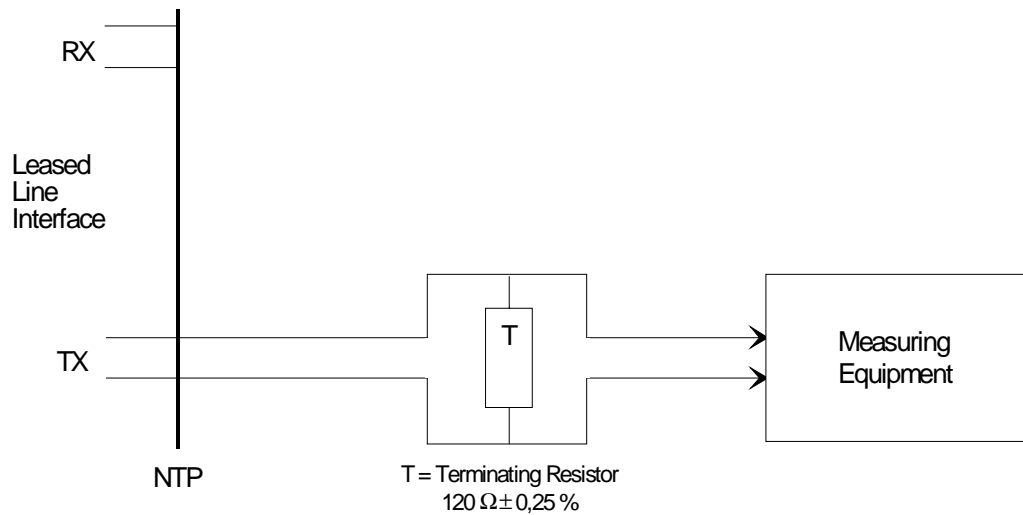 RX
Leased
Line
Interface
TX
T
Measuring
Equipment
NTP
T = Terminating Resistor
120 Ω ± 0,25 %